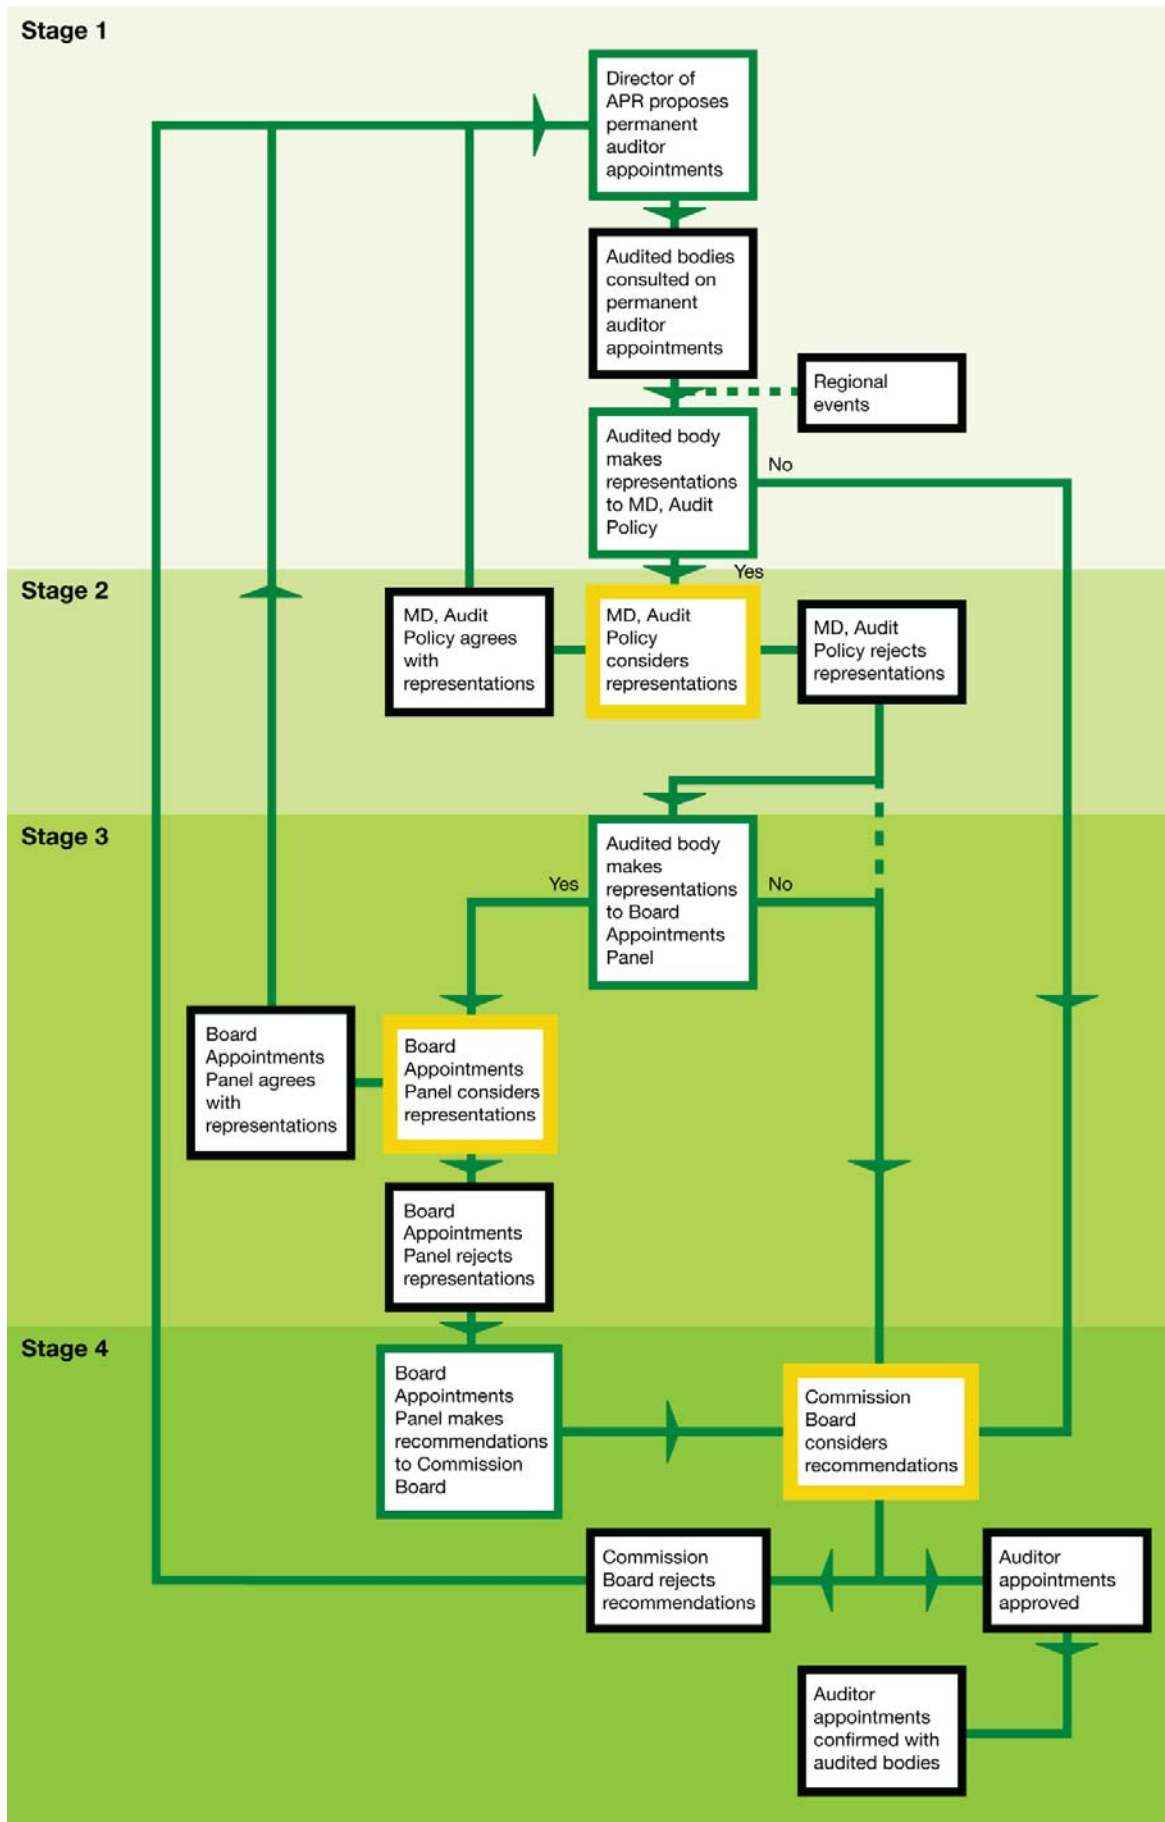 Stage 1
Director of
APR proposes
permanent
auditor
appointments
Audited bodies
consulted on
permanent
auditor
appointments
Regional
events
Audited body
makes
representations
to MD, Audit
Policy
No
Yes
Stage 2
MD, Audit
Policy agrees
with
representations
MD, Audit
Policy
considers
representations
MD, Audit
Policy rejects
representations
Stage 3
Audited body
makes
representations
to Board
Appointments
Panel
Yes
No
Board
Appointments
Panel agrees
with
representations
Board
Appointments
Panel considers
representations
Board
Appointments
Panel rejects
representations
Stage 4
Board
Appointments
Panel makes
recommendations
to Commission
Board
Commission
Board
considers
recommendations
Commission
Board rejects
recommendations
Auditor
appointments
approved
Auditor
appointments
confirmed with
audited bodies